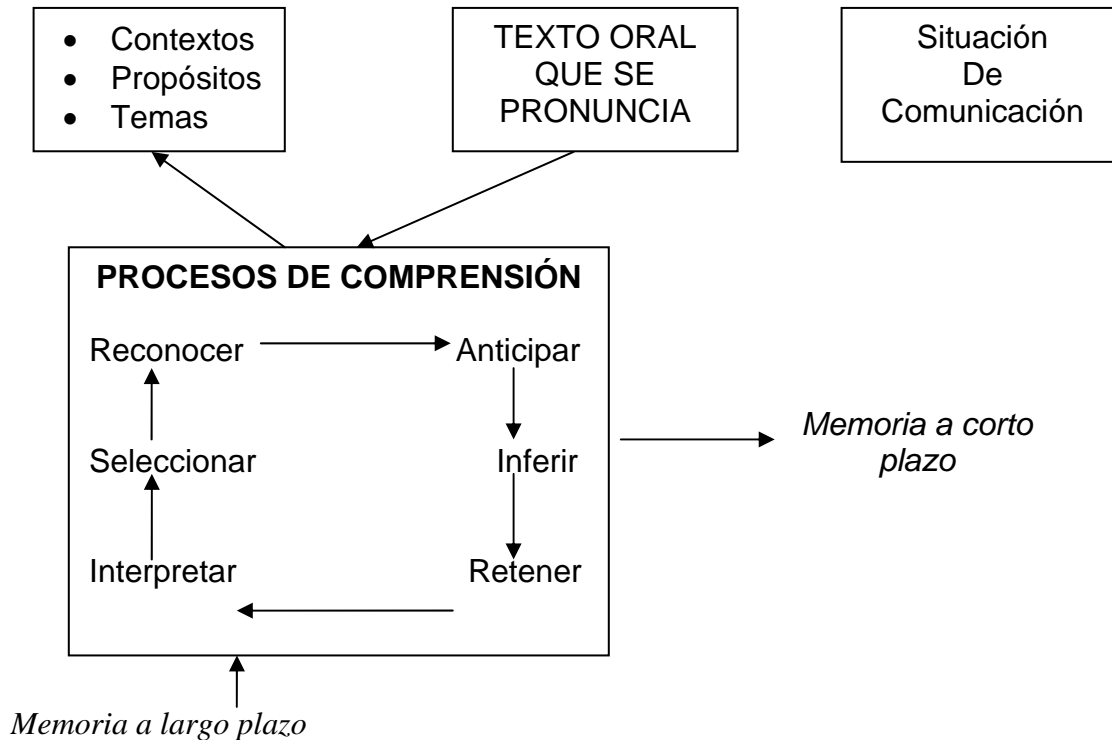 • Contextos
• Propósitos
• Temas
TEXTO ORAL
QUE SE
PRONUNCIA
Situación
De
Comunicación
PROCESOS DE COMPRENSIÓN
Reconocer
Anticipar
Seleccionar
Inferir
Interpretar
Retener
Memoria a corto
plazo
Memoria a largo plazo